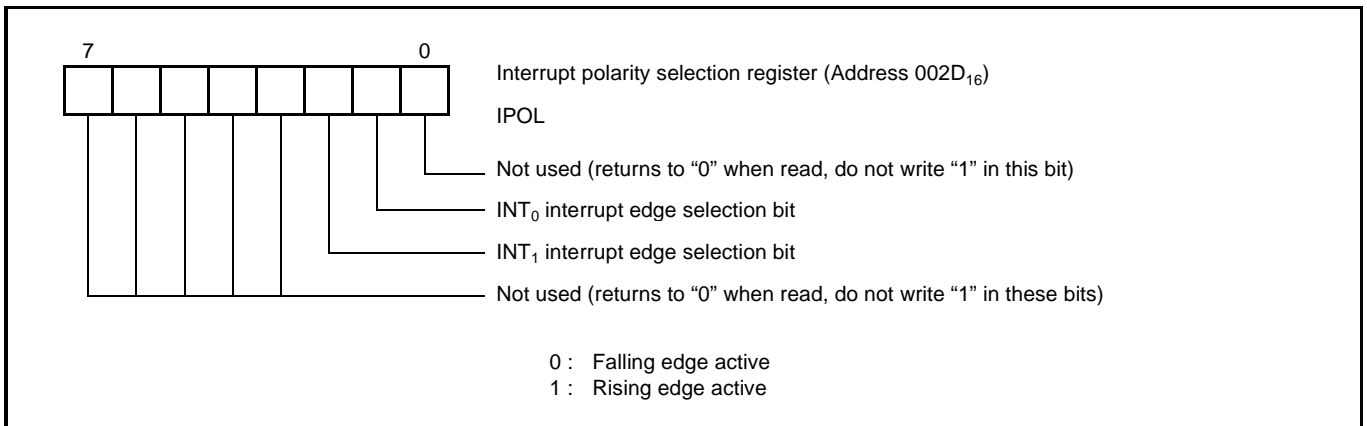 7 0
Interrupt polarity selection register (Address 002D₁₆)
IPOL
Not used (returns to “0” when read, do not write “1” in this bit)
INT₀ interrupt edge selection bit
INT₁ interrupt edge selection bit
Not used (returns to “0” when read, do not write “1” in these bits)
0 : Falling edge active
1 : Rising edge active